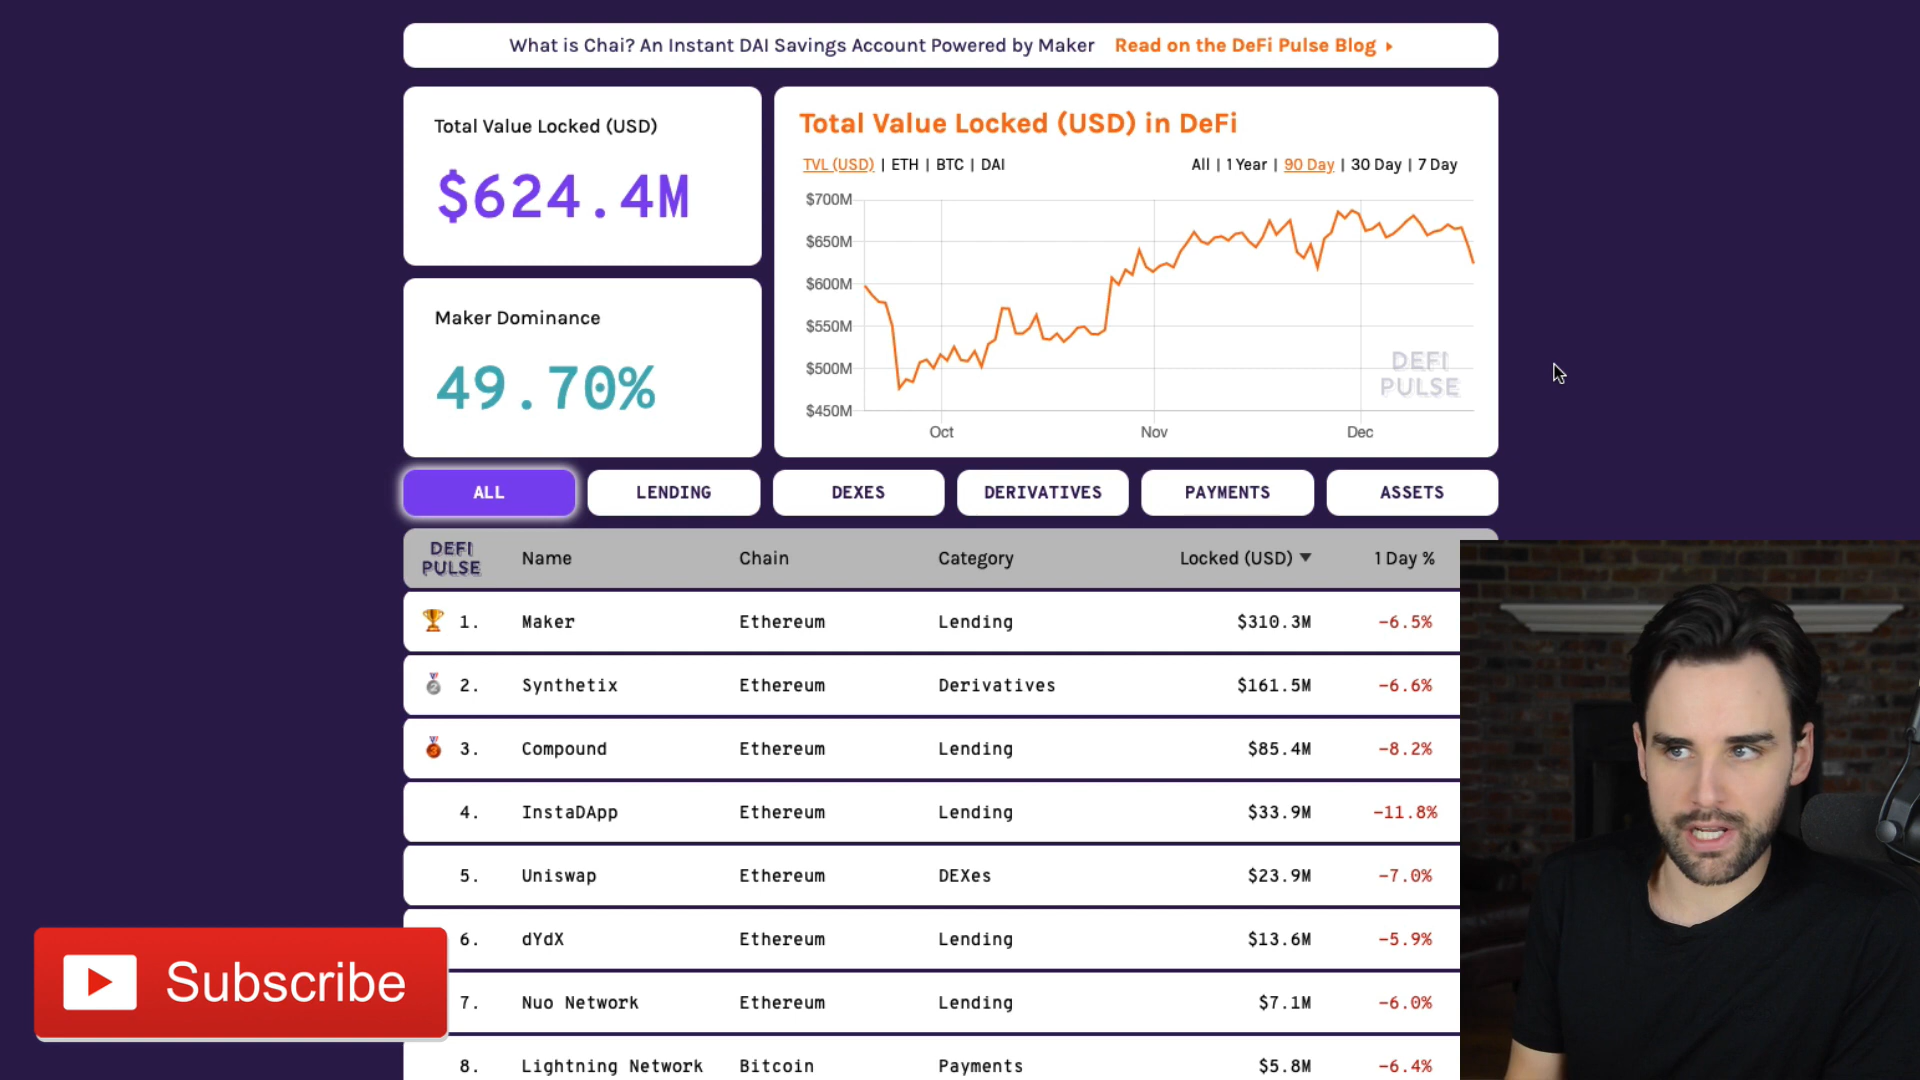 What is Chai? An Instant DAI Savings Account Powered by Maker Read on the DeFi Pulse Blog
Total Value Locked (USD)
$624.4M
Maker Dominance
49.70%
Total Value Locked (USD) in DeFi
TVL (USD) | ETH | BTC | DAI All | 1 Year | 90 Day | 30 Day | 7 Day
$700M
$650M
$600M
$550M
$500M
$450M
Oct Nov Dec
DEFI
PULSE
ALL LENDING DEXES DERIVATIVES PAYMENTS ASSETS
DEFI
PULSE
Name Chain Category Locked (USD) ▼ 1 Day %
1. Maker Ethereum Lending $310.3M -6.5%
2. Synthetix Ethereum Derivatives $161.5M -6.6%
3. Compound Ethereum Lending $85.4M -8.2%
4. InstaDApp Ethereum Lending $33.9M -11.8%
5. Uniswap Ethereum DEXes $23.9M -7.0%
6. dYdX Ethereum Lending $13.6M -5.9%
7. Nuo Network Ethereum Lending $7.1M -6.0%
8. Lightning Network Bitcoin Payments $5.8M -6.4%
Subscribe